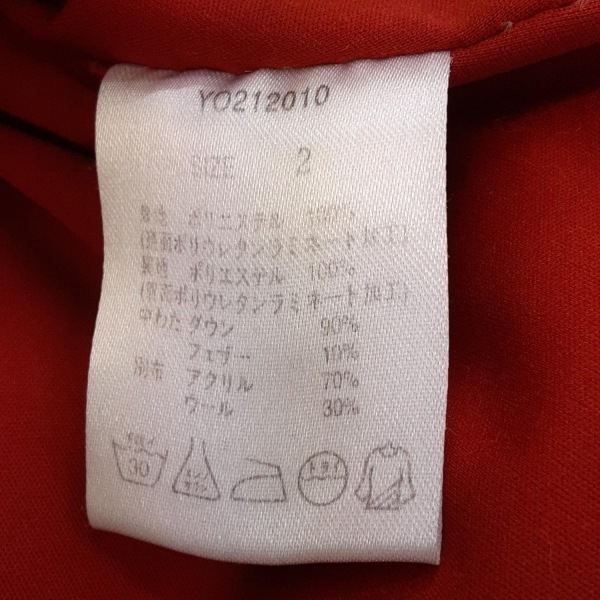 YO212010
SIZE 2
表地 ポリエステル 100%
(裏面ポリウレタンラミネート加工)
裏地 ポリエステル 100%
(裏面ポリウレタンラミネート加工)
中わた ダウン 90%
フェザー 10%
別布 アクリル 70%
ウール 30%
30 ドライ